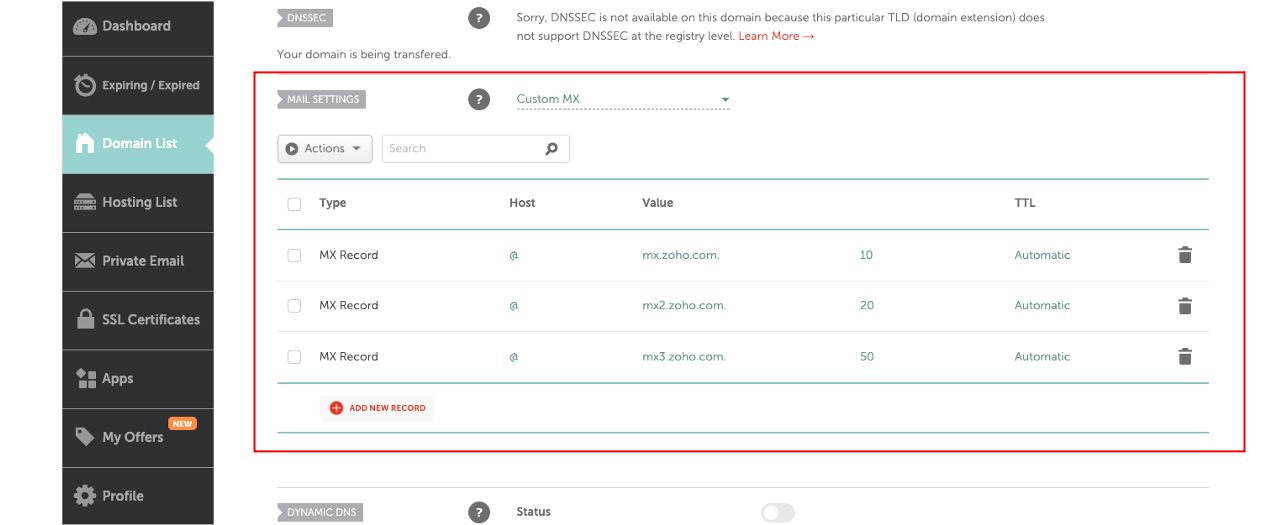 Dashboard
Expiring / Expired
Domain List
Hosting List
Private Email
SSL Certificates
Apps
NEW
My Offers
Profile
DNSSEC
?
Sorry, DNSSEC is not available on this domain because this particular TLD (domain extension) does
not support DNSSEC at the registry level. Learn More →
Your domain is being transfered.
MAIL SETTINGS
?
Custom MX
Actions
Search
Type Host Value TTL
MX Record @ mx.zoho.com. 10 Automatic
MX Record @ mx2.zoho.com. 20 Automatic
MX Record @ mx3.zoho.com. 50 Automatic
ADD NEW RECORD
DYNAMIC DNS
?
Status